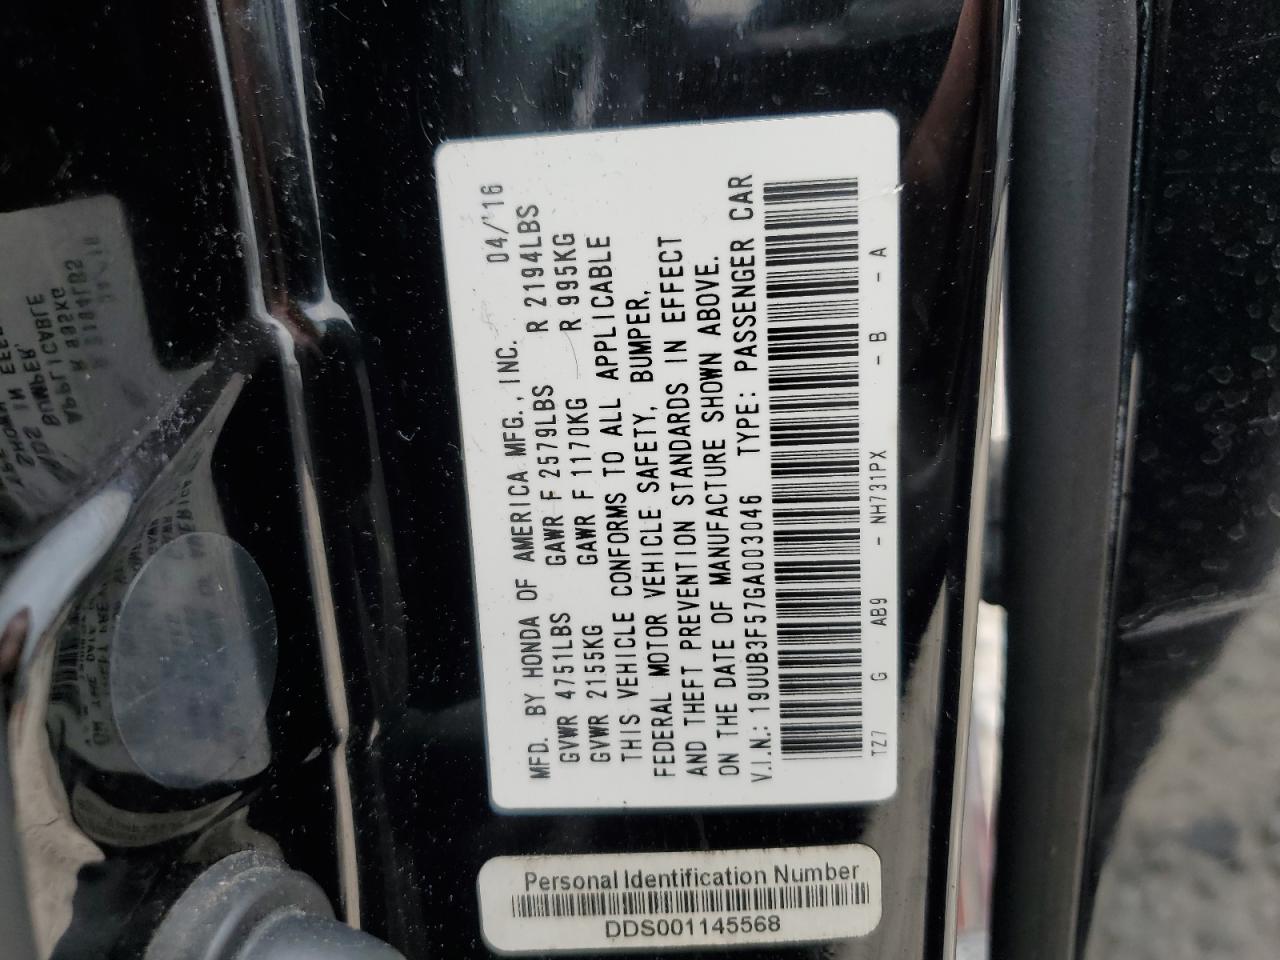 MFD. BY HONDA OF AMERICA MFG., INC. 04/'16
GVWR 4751LBS GAWR F 2579LBS R 2194LBS
GVWR 2155KG GAWR F 1170KG R 995KG
THIS VEHICLE CONFORMS TO ALL APPLICABLE
FEDERAL MOTOR VEHICLE SAFETY, BUMPER,
AND THEFT PREVENTION STANDARDS IN EFFECT
ON THE DATE OF MANUFACTURE SHOWN ABOVE.
V.I.N.: 19UUB3F57GA003046 TYPE: PASSENGER CAR
TZ7 G AB9 - NH731PX - B - A
Personal Identification Number
DDS001145568